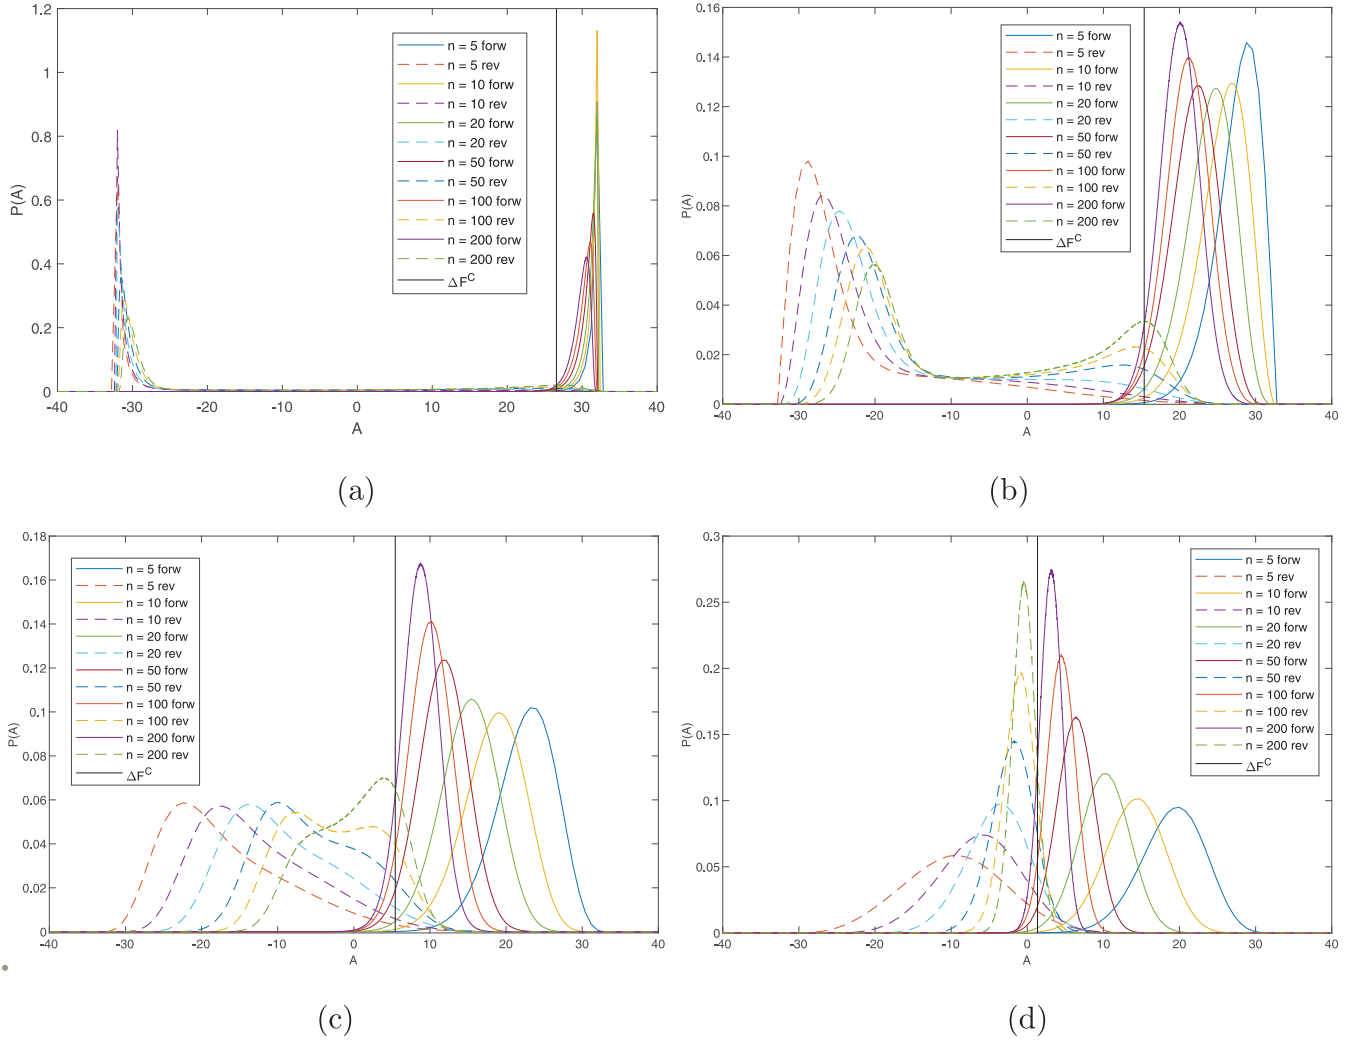 1.2
1
0.8
0.6
0.4
0.2
0
P(A)
-40
-30
-20
-10
0
10
20
30
40
A
n = 5 forw
n = 5 rev
n = 10 forw
n = 10 rev
n = 20 forw
n = 20 rev
n = 50 forw
n = 50 rev
n = 100 forw
n = 100 rev
n = 200 forw
n = 200 rev
ΔF^C
(a)
0.16
0.14
0.12
0.1
0.08
0.06
0.04
0.02
0
P(A)
-40
-30
-20
-10
0
10
20
30
40
A
n = 5 forw
n = 5 rev
n = 10 forw
n = 10 rev
n = 20 forw
n = 20 rev
n = 50 forw
n = 50 rev
n = 100 forw
n = 100 rev
n = 200 forw
n = 200 rev
ΔF^C
(b)
0.18
0.16
0.14
0.12
0.1
0.08
0.06
0.04
0.02
0
P(A)
-40
-30
-20
-10
0
10
20
30
40
A
n = 5 forw
n = 5 rev
n = 10 forw
n = 10 rev
n = 20 forw
n = 20 rev
n = 50 forw
n = 50 rev
n = 100 forw
n = 100 rev
n = 200 forw
n = 200 rev
ΔF^C
(c)
0.3
0.25
0.2
0.15
0.1
0.05
0
P(A)
-40
-30
-20
-10
0
10
20
30
40
A
n = 5 forw
n = 5 rev
n = 10 forw
n = 10 rev
n = 20 forw
n = 20 rev
n = 50 forw
n = 50 rev
n = 100 forw
n = 100 rev
n = 200 forw
n = 200 rev
ΔF^C
(d)